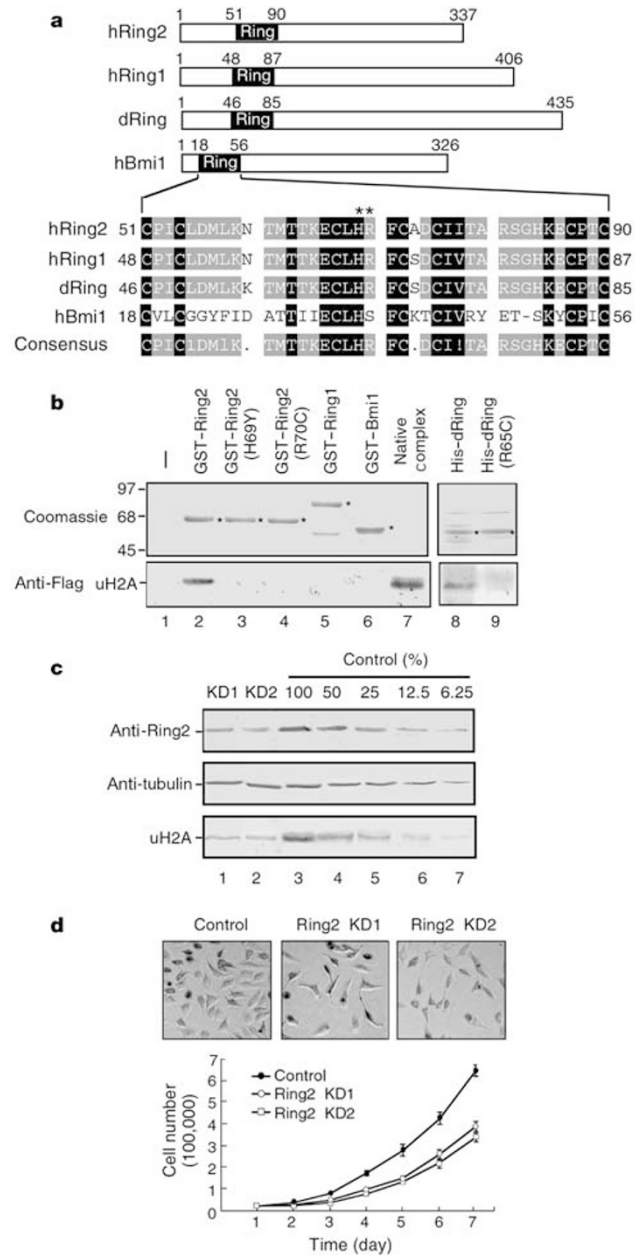 a
1 51 90 337
hRing2 Ring
1 48 87 406
hRing1 Ring
1 46 85 435
dRing Ring
1 18 56 326
hBmi1 Ring
**
hRing2 51 CPICLDMLKN TMTTKECLHR FCADCIITA RSGHKECPTC 90
hRing1 48 CPICLDMLKN TMTTKECLHR FCSDCIVTA RSGNKECPTC 87
dRing 46 CPICLDMLKK TMTTKECLHR FCSDCIVTA RSGNKECPTC 85
hBmi1 18 CVLCGGYFID ATTIIECLHS FCKTCIVRY ET-SKYCPIC 56
Consensus CPIClDMlK. TMTTKECLHR FC.DCI!TA RSGHKECPTC
b
—
GST–Ring2
GST–Ring2 (H69Y)
GST–Ring2 (R70C)
GST–Ring1
GST–Bmi1
Native complex
His–dRing
His–dRing (R65C)
97
Coomassie 68
45
Anti-Flag uH2A
1 2 3 4 5 6 7 8 9
c
Control (%)
KD1 KD2 100 50 25 12.5 6.25
Anti-Ring2
Anti-tubulin
uH2A
1 2 3 4 5 6 7
d
Control Ring2 KD1 Ring2 KD2
Cell number (100,000)
7
6
5
4
3
2
1
0
Control
Ring2 KD1
Ring2 KD2
1 2 3 4 5 6 7
Time (day)